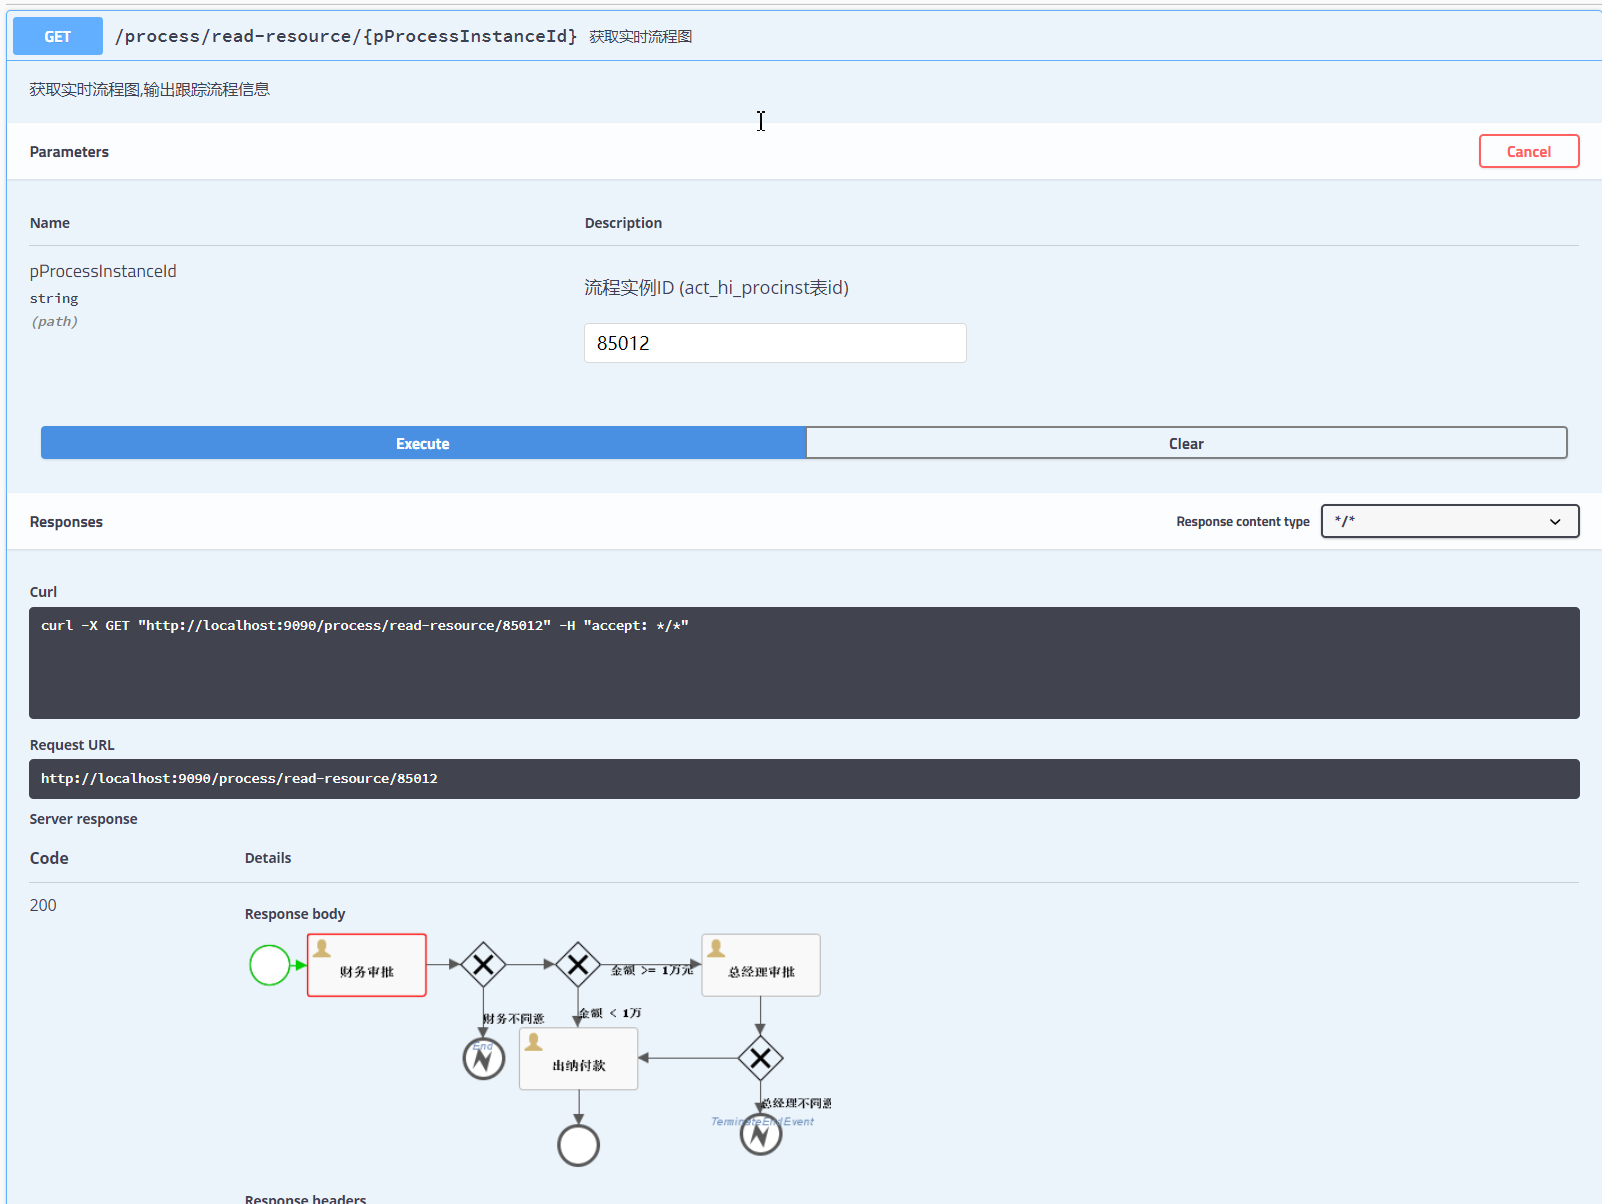 GET /process/read-resource/{pProcessInstanceId} 获取实时流程图
获取实时流程图,输出跟踪流程信息
Parameters
Cancel
Name Description
pProcessInstanceId
string
(path)
流程实例ID (act_hi_procinst表id)
85012
Execute Clear
Responses
Response content type */*
Curl
curl -X GET "http://localhost:9090/process/read-resource/85012" -H "accept: */*"
Request URL
http://localhost:9090/process/read-resource/85012
Server response
Code Details
200
Response body
财务审批
金额 >= 1万元
总经理审批
财务不同意
金额 < 1万
End
出纳付款
总经理不同意
TerminateEndEvent
Response headers